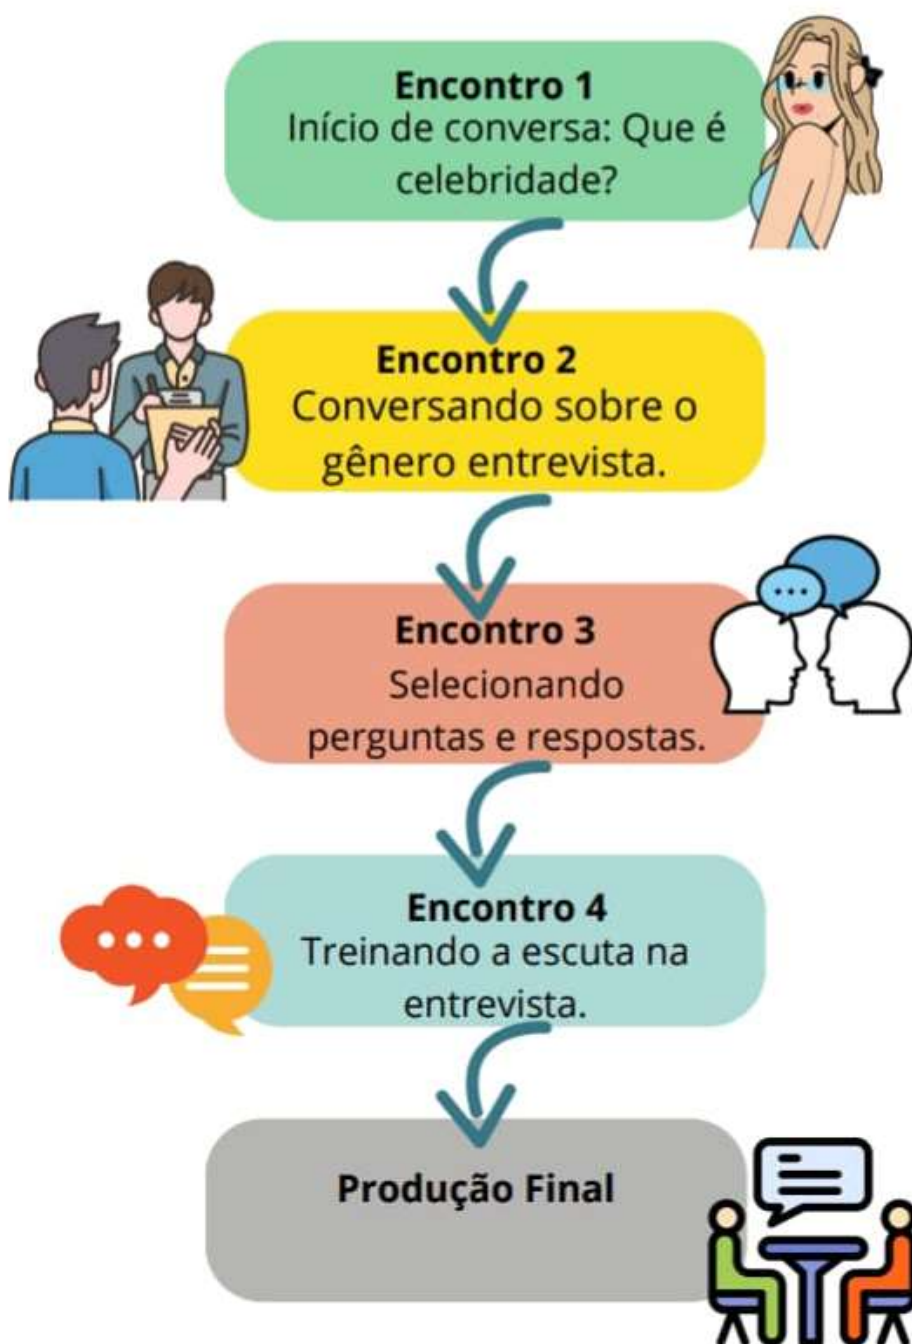 Encontro 1
Início de conversa: Que é
celebridade?
Encontro 2
Conversando sobre o
gênero entrevista.
Encontro 3
Selecionando
perguntas e respostas.
Encontro 4
Treinando a escuta na
entrevista.
Produção Final